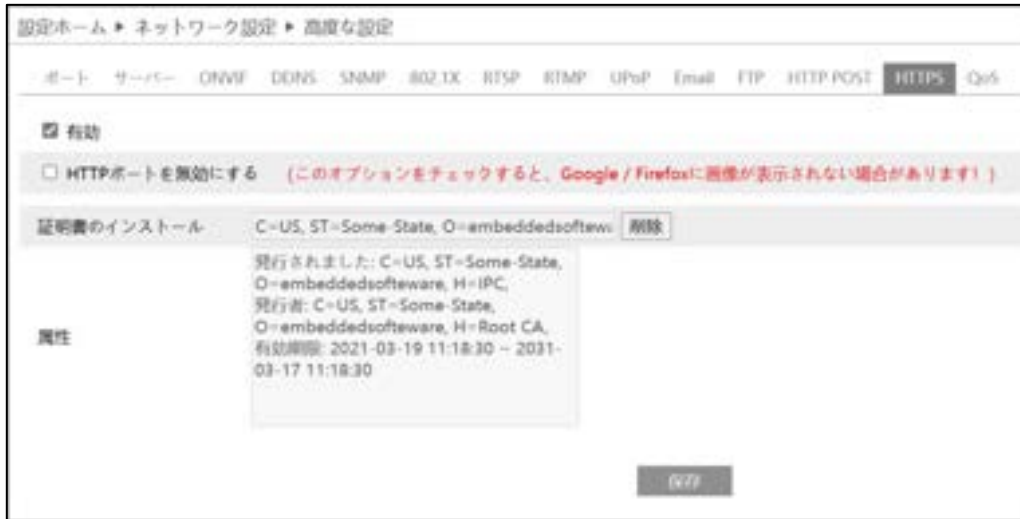 設定ホーム ▶ ネットワーク設定 ▶ 高度な設定
ポート サーバー ONVIF DDNS SNMP 802.1X RTSP RTMP UPnP Email FTP HTTP POST HTTPS QoS
有効
HTTPポートを無効にする (このオプションをチェックすると、Google / Firefoxに画像が表示されない場合があります！)
証明書のインストール C=US, ST=Some-State, O=embeddedsoftewa 削除
発行されました: C=US, ST=Some-State,
O=embeddedsofteware, H=IPC,
発行者: C=US, ST=Some-State,
属性 O=embeddedsofteware, H=Root CA,
有効期限: 2021-03-19 11:18:30 ~ 2031-
03-17 11:18:30
保存